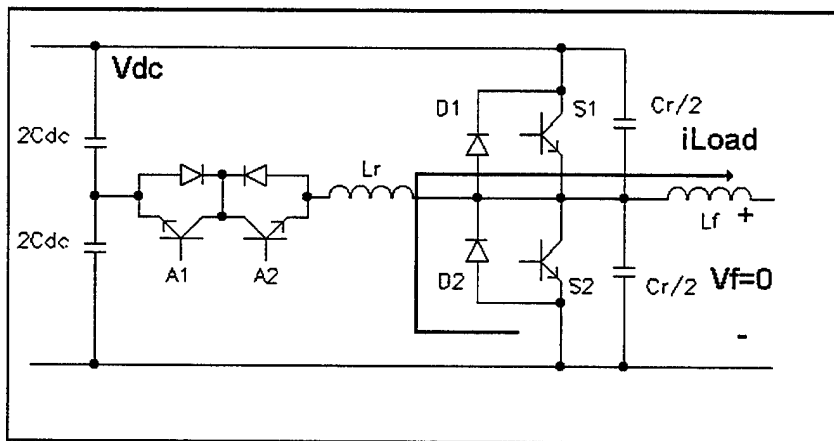 Vdc
2Cdc
2Cdc
A1
A2
Lr
D1
S1
D2
S2
Cr/2
Cr/2
iLoad
Lf
+
Vf=0
-